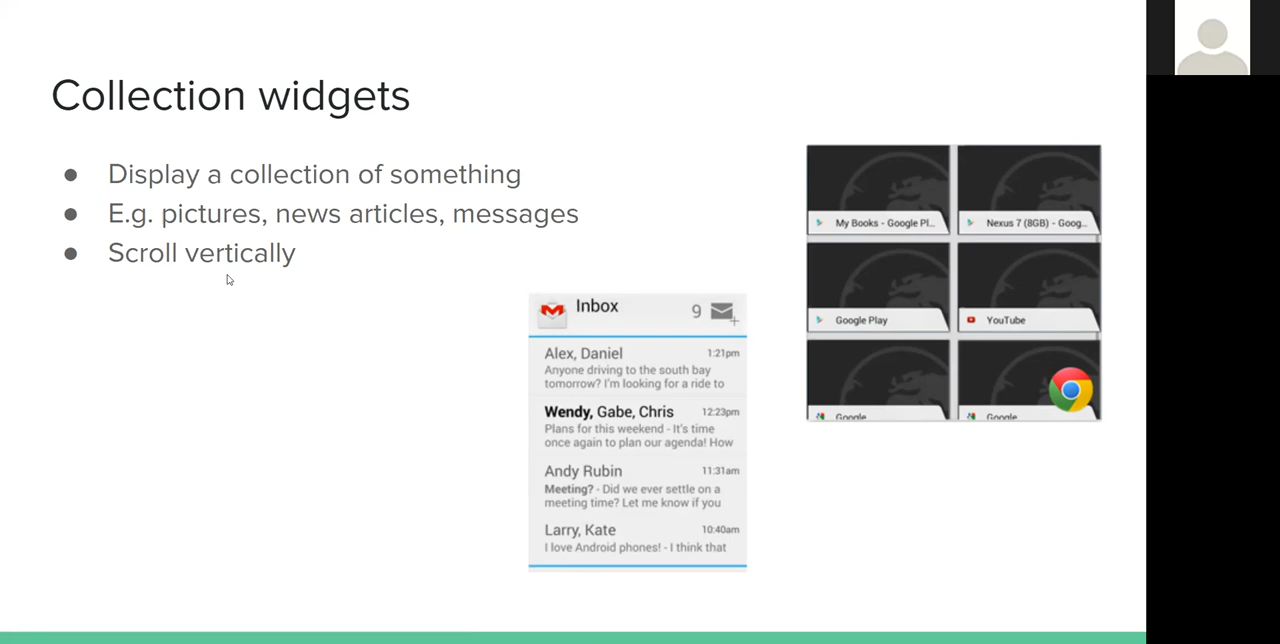 Collection widgets
● Display a collection of something
● E.g. pictures, news articles, messages
● Scroll vertically
Inbox 9
Alex, Daniel 1:21pm
Anyone driving to the south bay
tomorrow? I'm looking for a ride to
Wendy, Gabe, Chris 12:23pm
Plans for this weekend - It's time
once again to plan our agenda! How
Andy Rubin 11:31am
Meeting? - Did we ever settle on a
meeting time? Let me know if you
Larry, Kate 10:40am
I love Android phones! - I think that
My Books - Google Pl...
Nexus 7 (8GB) - Goog...
Google Play
YouTube
Google
Google